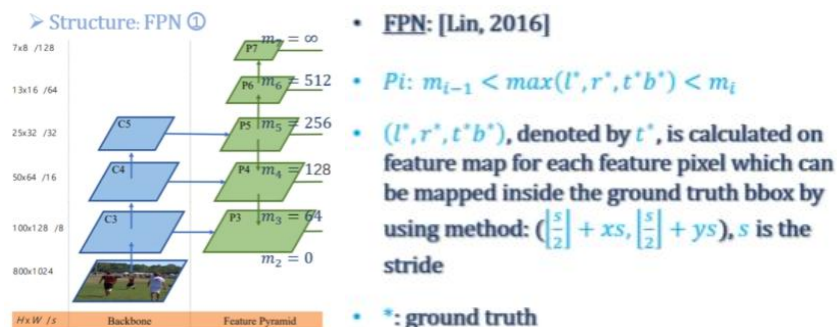 ➤ Structure: FPN ①
7x8 /128
13x16 /64
25x32 /32
50x64 /16
100x128 /8
800x1024
HxW /s
C5
C4
C3
Backbone
P7
P6
P5
P4
P3
m₇ = ∞
m₆ = 512
m₅ = 256
m₄ = 128
m₃ = 64
m₂ = 0
Feature Pyramid
• FPN: [Lin, 2016]
• Pi: mᵢ₋₁ < max(l*, r*, t*b*) < mᵢ
• (l*, r*, t*b*), denoted by t*, is calculated on
feature map for each feature pixel which can
be mapped inside the ground truth bbox by
using method: (⌊s/2⌋ + xs, ⌊s/2⌋ + ys), s is the
stride
• *: ground truth